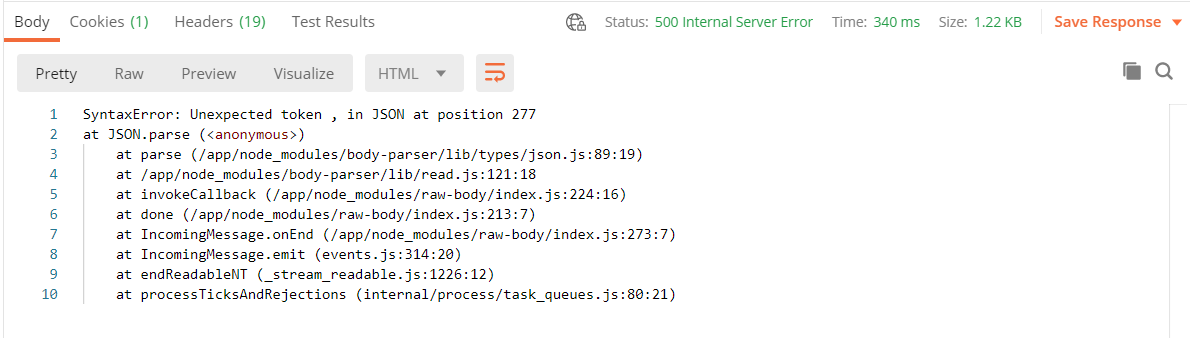 Body Cookies (1) Headers (19) Test Results Status: 500 Internal Server Error Time: 340 ms Size: 1.22 KB Save Response
Pretty Raw Preview Visualize HTML
1 SyntaxError: Unexpected token , in JSON at position 277
2 at JSON.parse (<anonymous>)
3 at parse (/app/node_modules/body-parser/lib/types/json.js:89:19)
4 at /app/node_modules/body-parser/lib/read.js:121:18
5 at invokeCallback (/app/node_modules/raw-body/index.js:224:16)
6 at done (/app/node_modules/raw-body/index.js:213:7)
7 at IncomingMessage.onEnd (/app/node_modules/raw-body/index.js:273:7)
8 at IncomingMessage.emit (events.js:314:20)
9 at endReadableNT (_stream_readable.js:1226:12)
10 at processTicksAndRejections (internal/process/task_queues.js:80:21)